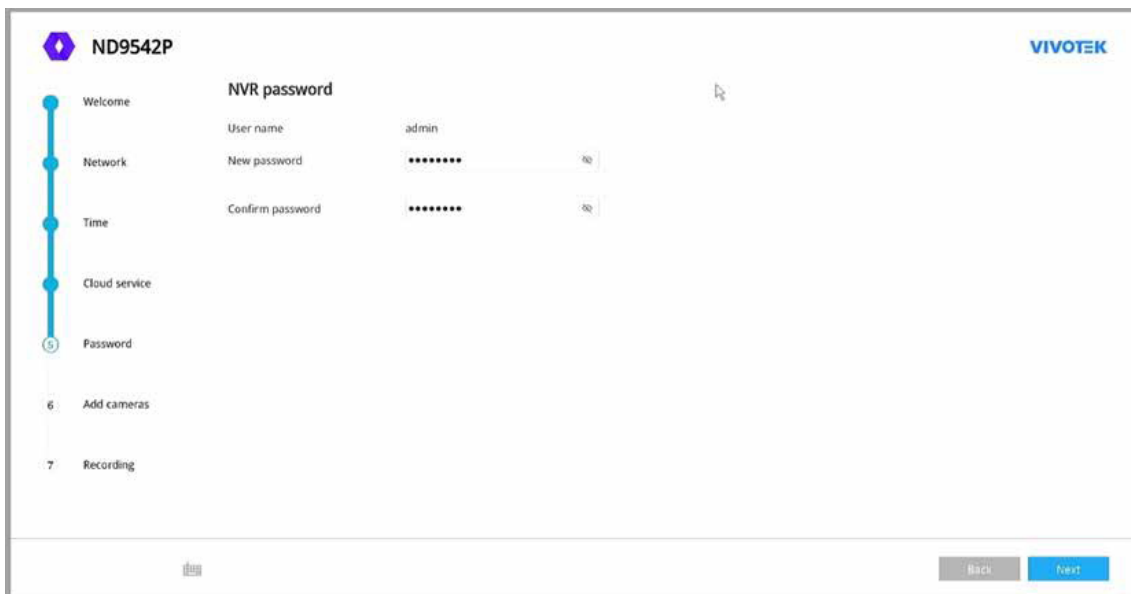 ND9542P
VIVOTEK
Welcome
Network
Time
Cloud service
5 Password
6 Add cameras
7 Recording
NVR password
User name admin
New password ••••••••
Confirm password ••••••••
Back Next